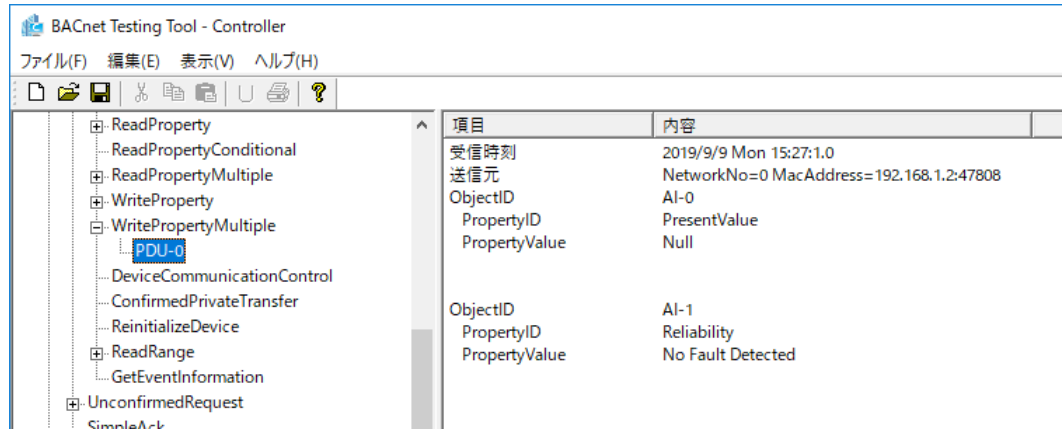 BACnet Testing Tool - Controller
ファイル(F) 編集(E) 表示(V) ヘルプ(H)
ReadProperty
ReadPropertyConditional
ReadPropertyMultiple
WriteProperty
WritePropertyMultiple
PDU-0
DeviceCommunicationControl
ConfirmedPrivateTransfer
ReinitializeDevice
ReadRange
GetEventInformation
UnconfirmedRequest
SimpleAck
項目 内容
受信時刻 2019/9/9 Mon 15:27:1.0
送信元 NetworkNo=0 MacAddress=192.168.1.2:47808
ObjectID AI-0
PropertyID PresentValue
PropertyValue Null
ObjectID AI-1
PropertyID Reliability
PropertyValue No Fault Detected